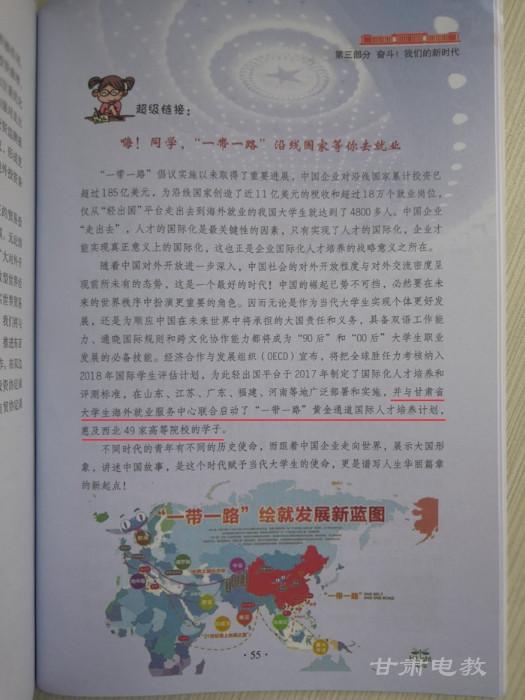 第三部分 奋斗！我们的新时代
超级链接：
嗨！同学，“一带一路”沿线国家等你去就业
“一带一路”倡议实施以来取得了重要进展，中国企业对沿线国家累计投资已
超过185亿美元，为沿线国家创造了近11亿美元的税收和超过18万个就业岗位，
仅从“轻出国”平台走出去到海外就业的我国大学生就达到了4800多人。中国企业
“走出去”，人才的国际化是最关键性的因素，只有实现了人才的国际化，企业才
能实现真正意义上的国际化，这也正是企业国际化人才培养的战略意义之所在。
随着中国对外开放进一步深入，中国社会的对外开放程度与对外交流密度呈
现前所未有的态势，这是一个最好的时代！中国的崛起已势不可挡，必然要在未
来的世界秩序中扮演更重要的角色。因而无论是作为当代大学生实现个体更好发
展，还是为顺应中国在未来世界中将承担的大国责任和义务，具备双语工作能
力、通晓国际规则和跨文化协作能力都将成为“90后”和“00后”大学生职业
发展的必备技能。经济合作与发展组织（OECD）宣布，将把全球胜任力考核纳入
2018年国际学生评估计划，为此轻出国平台于2017年制定了国际化人才培养和
评测标准，在山东、江苏、广东、福建、河南等地广泛部署和实施，并与甘肃省
大学生海外就业服务中心联合启动了“一带一路”黄金通道国际人才培养计划，
惠及西北49家高等院校的学子。
不同时代的青年有不同的历史使命，而跟着中国企业走向世界，展示大国形
象，讲述中国故事，是这个时代赋予当代大学生的使命，更是谱写人生华丽篇章
的新起点！
“一带一路”绘就发展新蓝图
“一带一路”
· 55 ·
甘肃电教